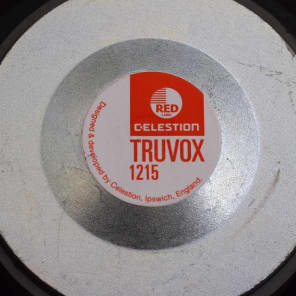 RED
LABEL
CELESTION
TRUVOX
1215
Designed & developed by Celestion, Ipswich, England.